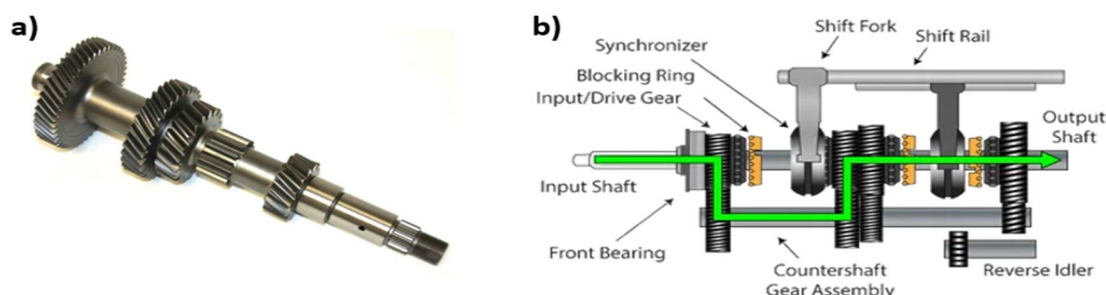 a)
b)
Shift Fork
Shift Rail
Synchronizer
Blocking Ring
Input/Drive Gear
Output
Shaft
Input Shaft
Front Bearing
Countershaft
Gear Assembly
Reverse Idler